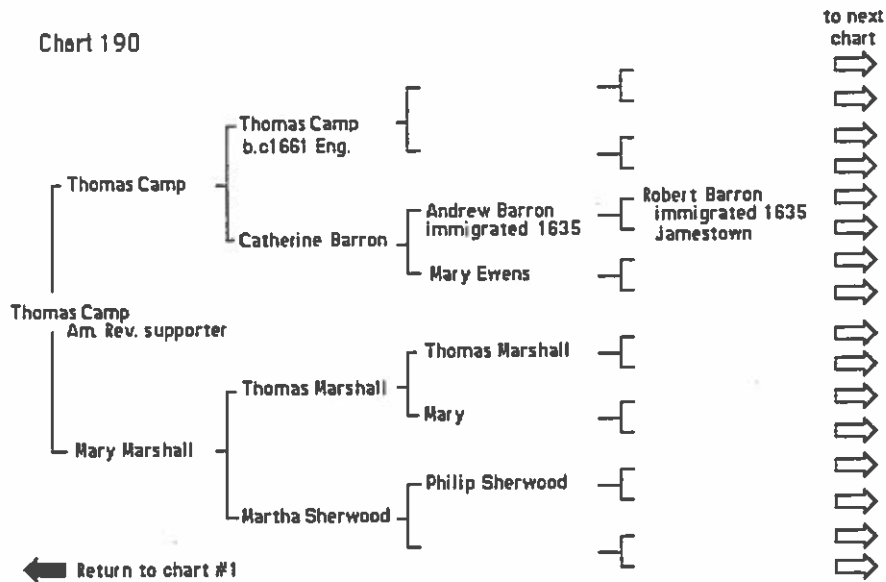 to next
chart
Chart 190
Thomas Camp
b.c1661 Eng.
Thomas Camp
Robert Barron
immigrated 1635
Jamestown
Andrew Barron
immigrated 1635
Catherine Barron
Mary Ewens
Thomas Camp
Am. Rev. supporter
Thomas Marshall
Thomas Marshall
Mary
Mary Marshall
Philip Sherwood
Martha Sherwood
Return to chart #1